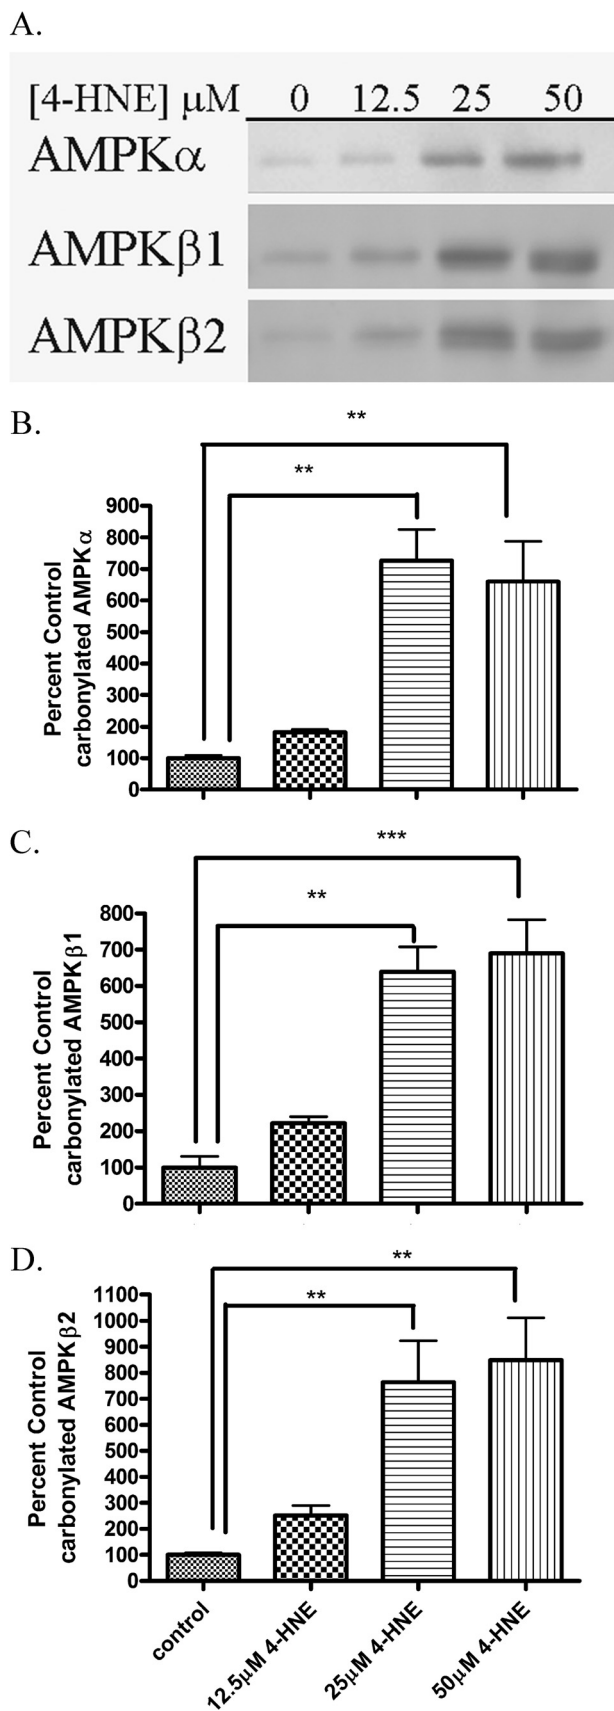 A.
[4-HNE] μM 0 12.5 25 50
AMPKα
AMPKβ1
AMPKβ2
B.
**
**
900
800
700
600
500
400
300
200
100
0
Percent Control
carbonylated AMPKα
C.
***
**
800
700
600
500
400
300
200
100
0
Percent Control
carbonylated AMPKβ1
D.
**
**
1100
1000
900
800
700
600
500
400
300
200
100
0
Percent Control
carbonylated AMPKβ2
control
12.5μM 4-HNE
25μM 4-HNE
50μM 4-HNE